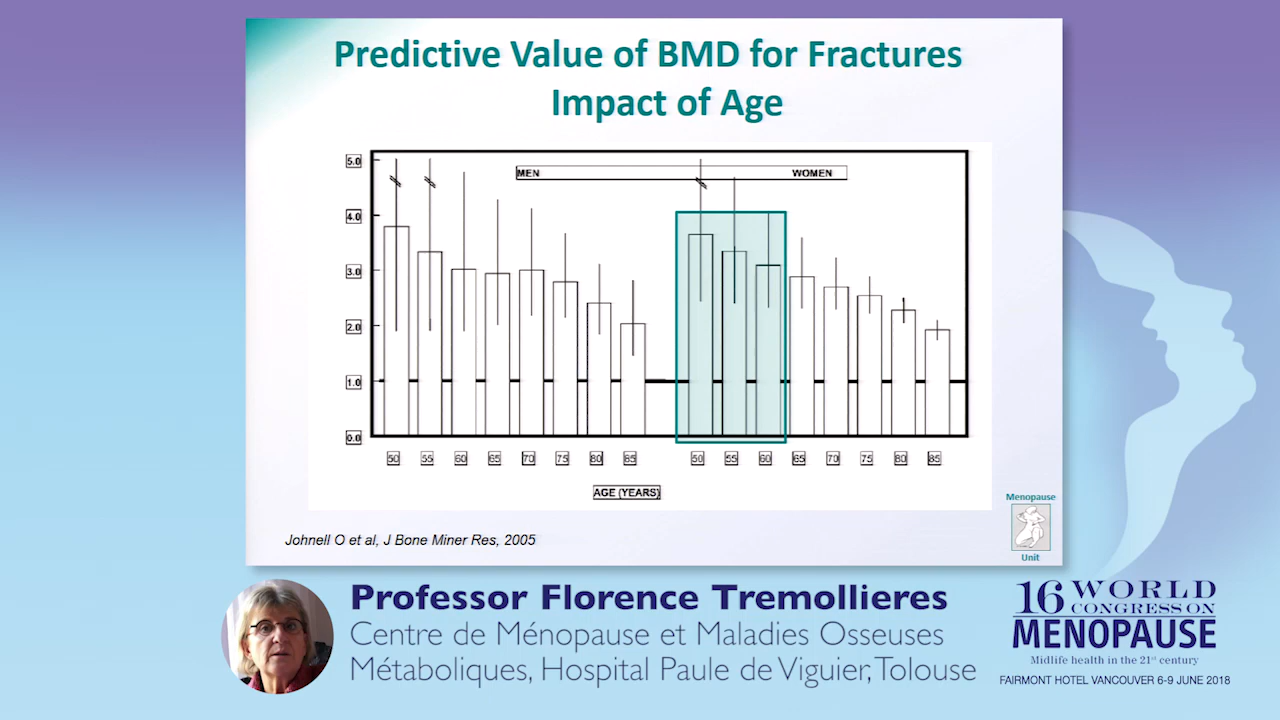 Predictive Value of BMD for Fractures
Impact of Age
5.0
4.0
3.0
2.0
1.0
0.0
MEN WOMEN
50 55 60 65 70 75 80 85 50 55 60 65 70 75 80 85
AGE (YEARS)
Johnell O et al, J Bone Miner Res, 2005
Menopause
Unit
Professor Florence Tremollieres
Centre de Ménopause et Maladies Osseuses
Métaboliques, Hospital Paule de Viguier, Tolouse
16 WORLD
CONGRESS ON
MENOPAUSE
Midlife health in the 21st century
FAIRMONT HOTEL VANCOUVER 6-9 JUNE 2018